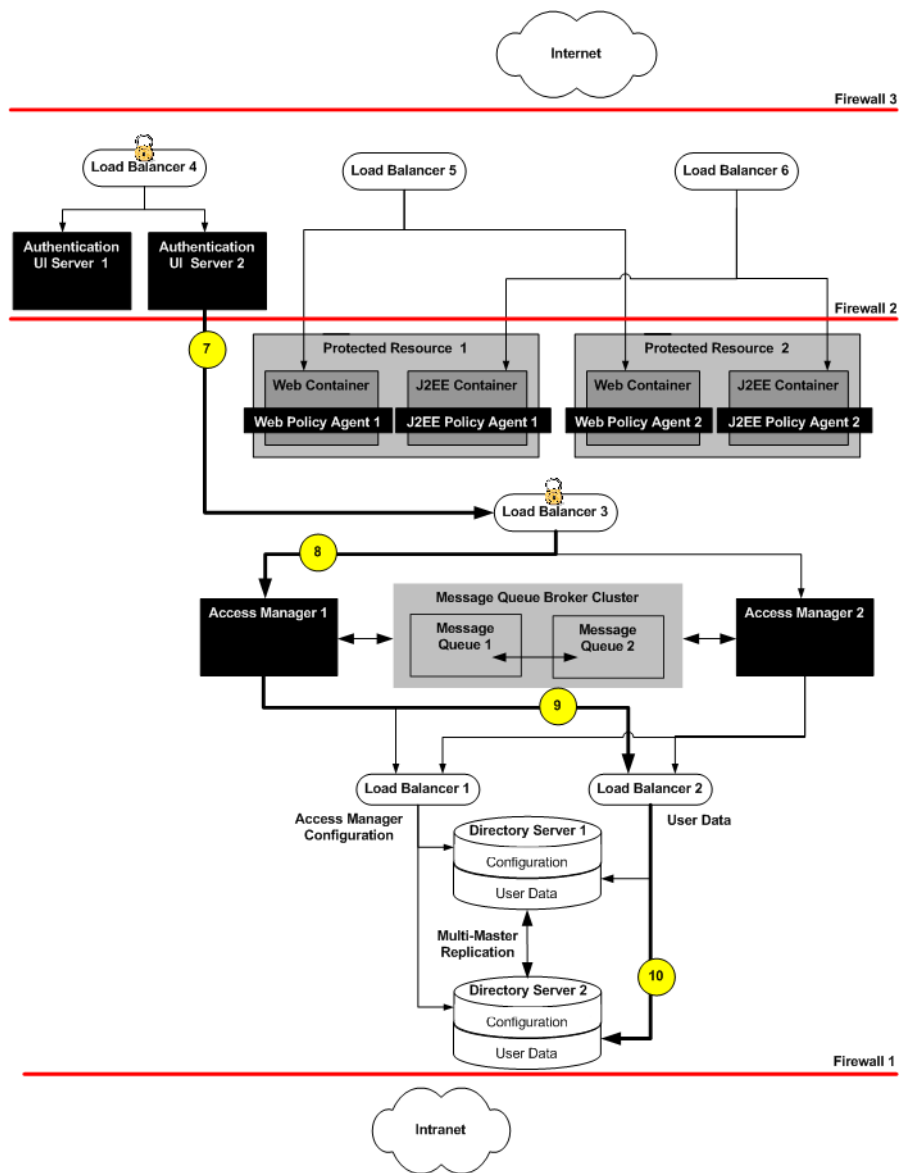 Internet
Firewall 3
Load Balancer 4
Load Balancer 5
Load Balancer 6
Authentication
UI Server 1
Authentication
UI Server 2
Firewall 2
7
Protected Resource 1
Web Container
J2EE Container
Web Policy Agent 1
J2EE Policy Agent 1
Protected Resource 2
Web Container
J2EE Container
Web Policy Agent 2
J2EE Policy Agent 2
Load Balancer 3
8
Access Manager 1
Message Queue Broker Cluster
Message
Queue 1
Message
Queue 2
Access Manager 2
9
Load Balancer 1
Load Balancer 2
Access Manager
Configuration
User Data
Directory Server 1
Configuration
User Data
Multi-Master
Replication
10
Directory Server 2
Configuration
User Data
Firewall 1
Intranet